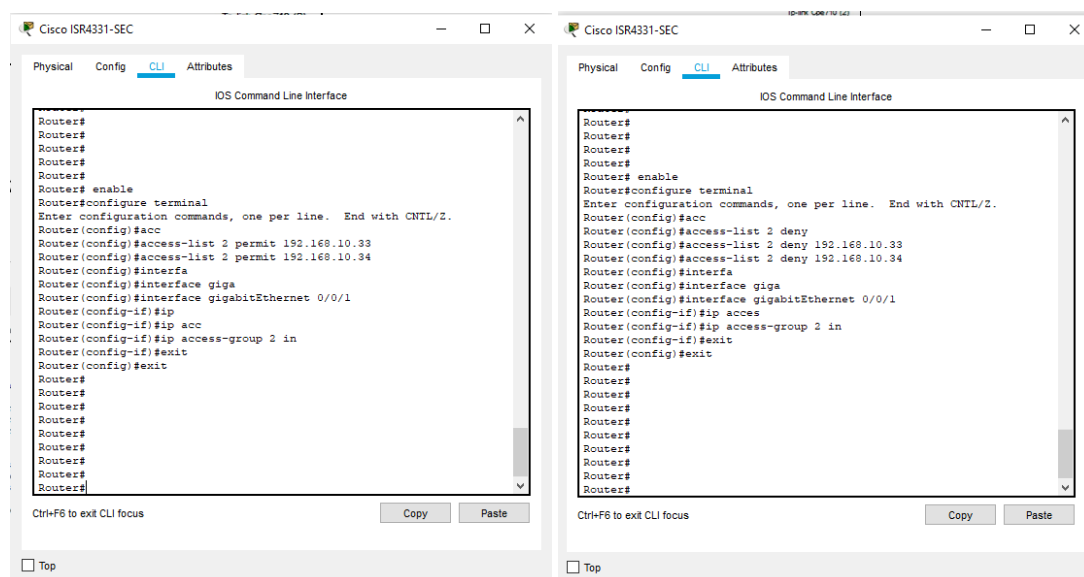 Cisco ISR4331-SEC
Physical Config CLI Attributes
IOS Command Line Interface
Router#
Router#
Router#
Router#
Router#
Router# enable
Router#configure terminal
Enter configuration commands, one per line. End with CNTL/Z.
Router(config)#acc
Router(config)#access-list 2 permit 192.168.10.33
Router(config)#access-list 2 permit 192.168.10.34
Router(config)#interfa
Router(config)#interface giga
Router(config)#interface gigabitEthernet 0/0/1
Router(config-if)#ip
Router(config-if)#ip acc
Router(config-if)#ip access-group 2 in
Router(config-if)#exit
Router(config)#exit
Router#
Router#
Router#
Router#
Router#
Router#
Router#
Router#
Router#
Ctrl+F6 to exit CLI focus
Copy Paste
Top
Cisco ISR4331-SEC
Physical Config CLI Attributes
IOS Command Line Interface
Router#
Router#
Router#
Router#
Router# enable
Router#configure terminal
Enter configuration commands, one per line. End with CNTL/Z.
Router(config)#acc
Router(config)#access-list 2 deny
Router(config)#access-list 2 deny 192.168.10.33
Router(config)#access-list 2 deny 192.168.10.34
Router(config)#interfa
Router(config)#interface giga
Router(config)#interface gigabitEthernet 0/0/1
Router(config-if)#ip acces
Router(config-if)#ip access-group 2 in
Router(config-if)#exit
Router(config)#exit
Router#
Router#
Router#
Router#
Router#
Router#
Router#
Router#
Router#
Router#
Ctrl+F6 to exit CLI focus
Copy Paste
Top